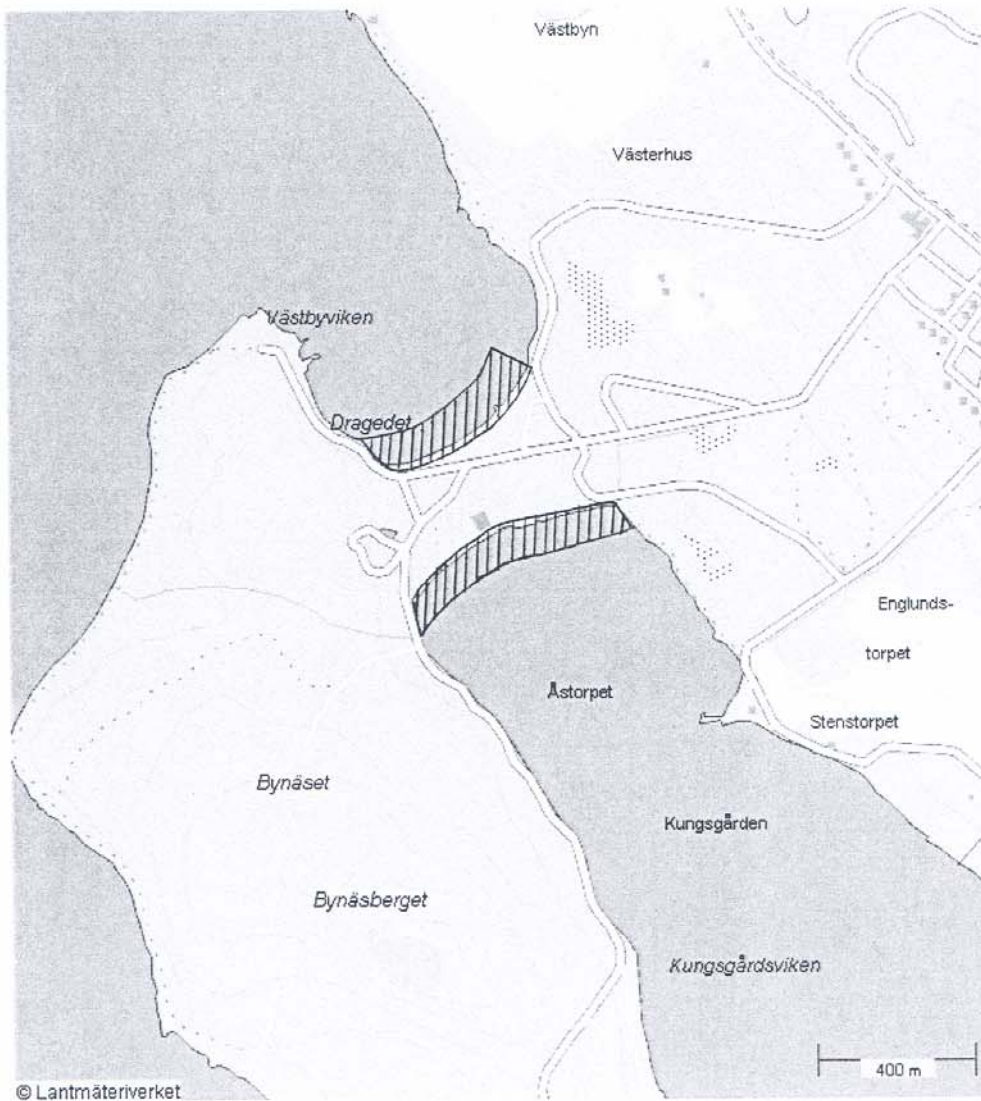 Västbyn
Västerhus
Västbyviken
Dragedet
Englunds-
torpet
Åstorpet
Stenstorpet
Bynäset
Kungsgården
Bynäsberget
Kungsgårdsviken
400 m
© Lantmäteriverket